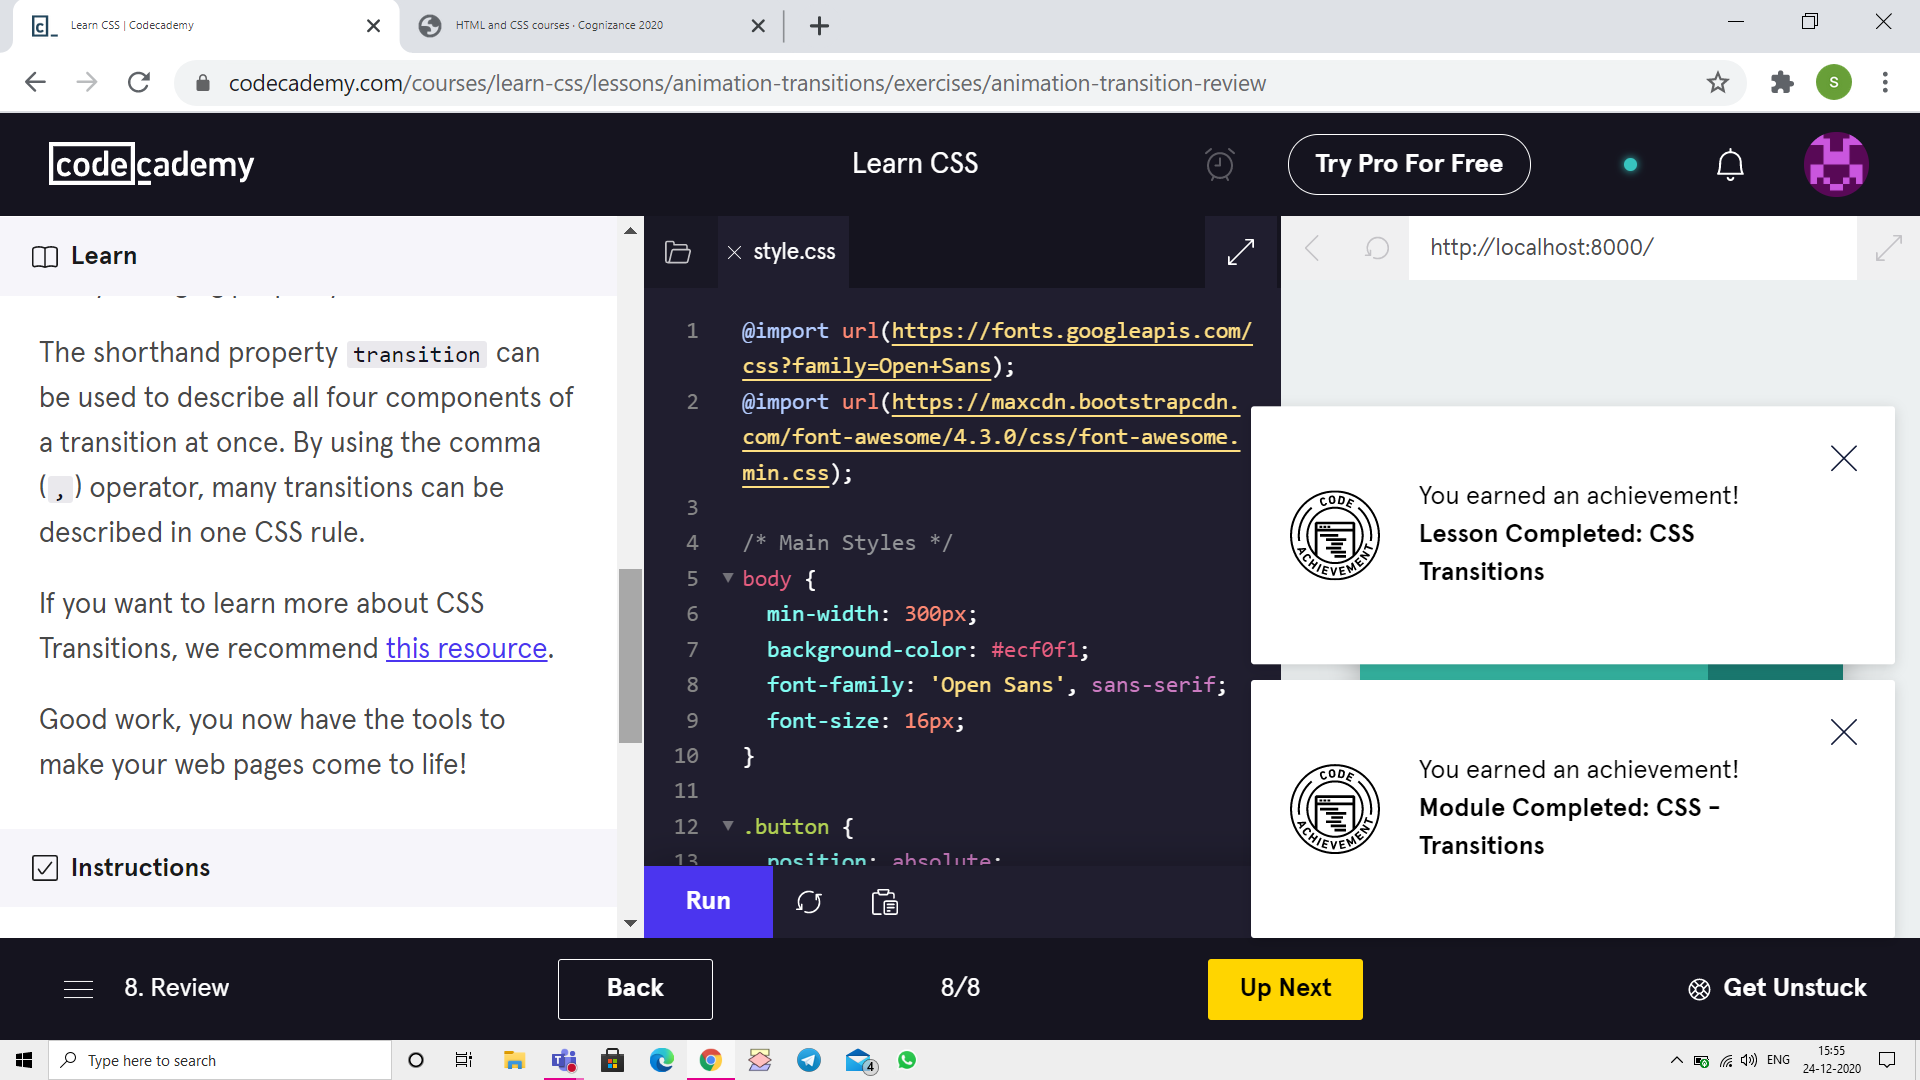 Learn CSS | Codecademy
HTML and CSS courses · Cognizance 2020
codecademy.com/courses/learn-css/lessons/animation-transitions/exercises/animation-transition-review
S
codecademy
Learn CSS
Try Pro For Free
Learn
The shorthand property transition can
be used to describe all four components of
a transition at once. By using the comma
( , ) operator, many transitions can be
described in one CSS rule.
If you want to learn more about CSS
Transitions, we recommend this resource.
Good work, you now have the tools to
make your web pages come to life!
Instructions
style.css
1 @import url(https://fonts.googleapis.com/
css?family=Open+Sans);
2 @import url(https://maxcdn.bootstrapcdn.
com/font-awesome/4.3.0/css/font-awesome.
min.css);
3
4 /* Main Styles */
5 body {
6 min-width: 300px;
7 background-color: #ecf0f1;
8 font-family: 'Open Sans', sans-serif;
9 font-size: 16px;
10 }
11
12 .button {
13 position: absolute;
Run
http://localhost:8000/
CODE ACHIEVEMENT
You earned an achievement!
Lesson Completed: CSS
Transitions
CODE ACHIEVEMENT
You earned an achievement!
Module Completed: CSS -
Transitions
8. Review
Back
8/8
Up Next
Get Unstuck
Type here to search
4
ENG
15:55
24-12-2020